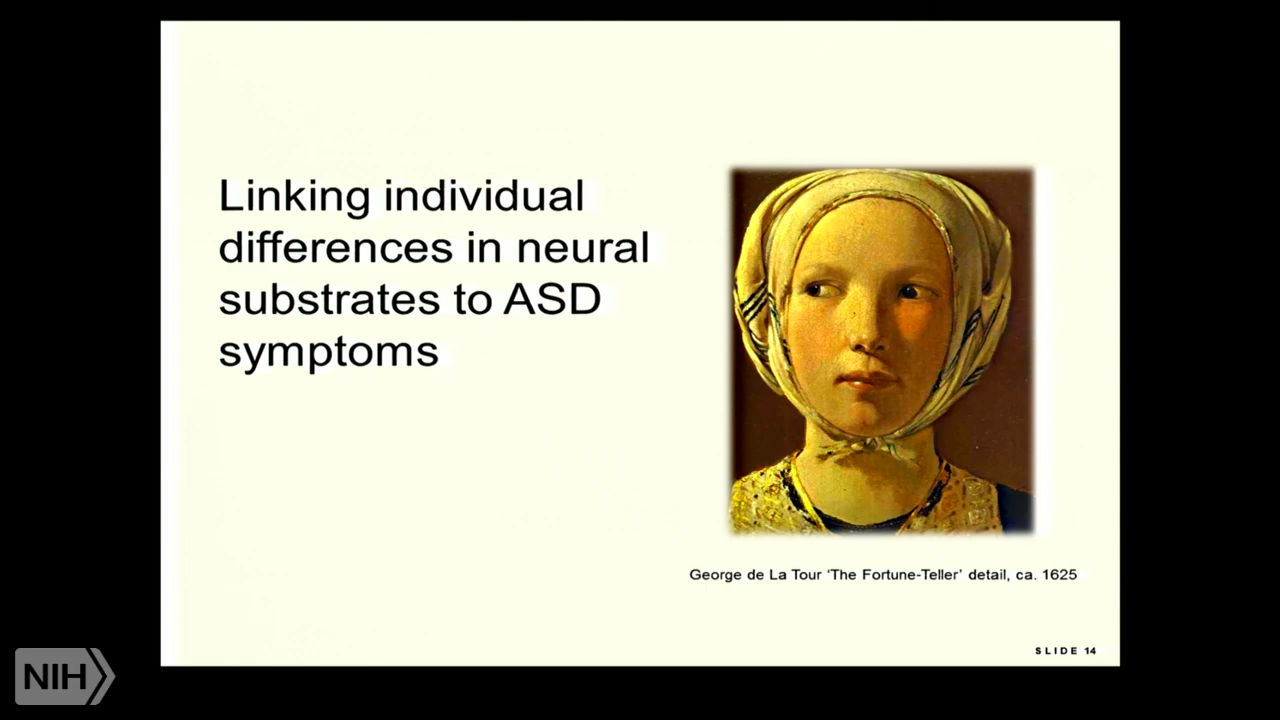 Linking individual
differences in neural
substrates to ASD
symptoms
George de La Tour ‘The Fortune-Teller’ detail, ca. 1625
SLIDE 14
NIH